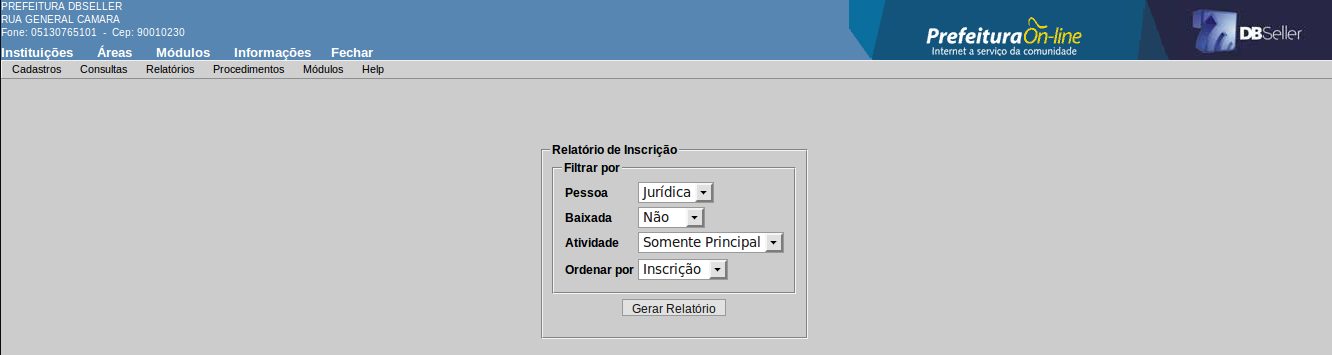 PREFEITURA DBSELLER
RUA GENERAL CAMARA
Fone: 05130765101 - Cep: 90010230
Instituições Áreas Módulos Informações Fechar
Prefeitura On-line
Internet a serviço da comunidade
DBSeller
Cadastros Consultas Relatórios Procedimentos Módulos Help
Relatório de Inscrição
Filtrar por
Pessoa Jurídica
Baixada Não
Atividade Somente Principal
Ordenar por Inscrição
Gerar Relatório